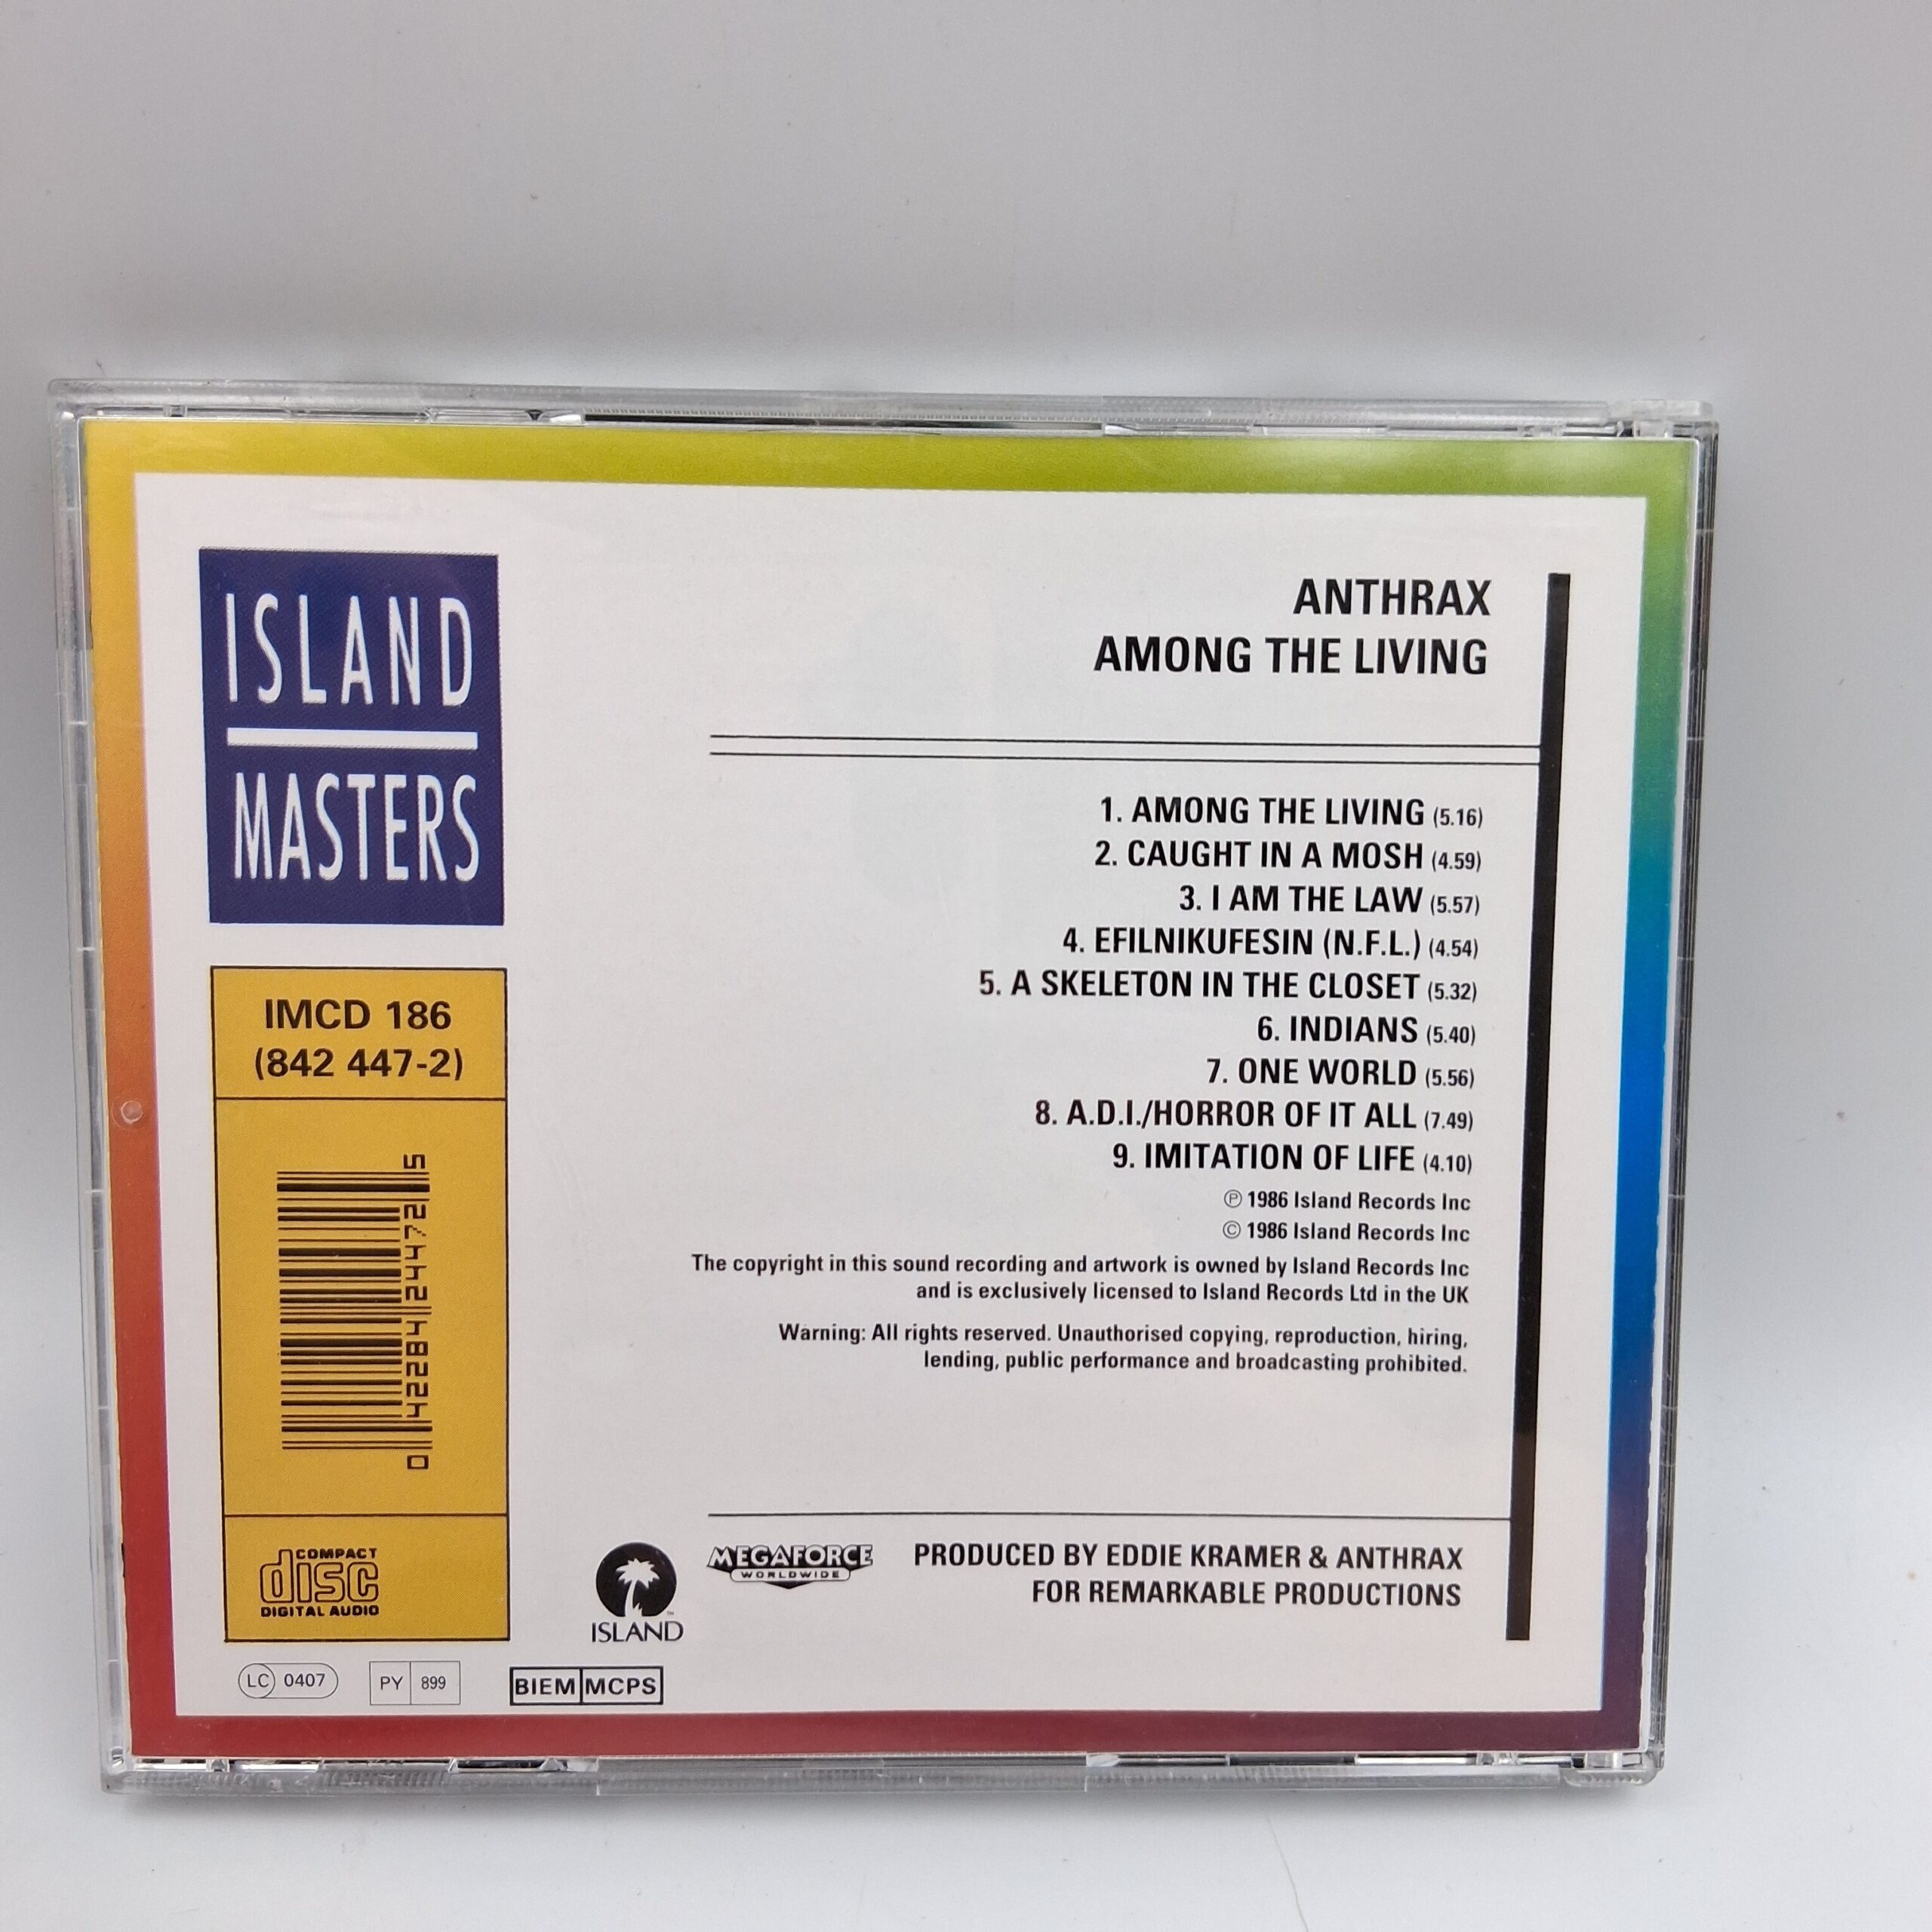 ISLAND
MASTERS
IMCD 186
(842 447-2)
0 42284 24472 5
COMPACT
disc
DIGITAL AUDIO
ANTHRAX
AMONG THE LIVING
1. AMONG THE LIVING (5.16)
2. CAUGHT IN A MOSH (4.59)
3. I AM THE LAW (5.57)
4. EFILNIKUFESIN (N.F.L.) (4.54)
5. A SKELETON IN THE CLOSET (5.32)
6. INDIANS (5.40)
7. ONE WORLD (5.56)
8. A.D.I./HORROR OF IT ALL (7.49)
9. IMITATION OF LIFE (4.10)
℗ 1986 Island Records Inc
© 1986 Island Records Inc
The copyright in this sound recording and artwork is owned by Island Records Inc
and is exclusively licensed to Island Records Ltd in the UK
Warning: All rights reserved. Unauthorised copying, reproduction, hiring,
lending, public performance and broadcasting prohibited.
ISLAND™
MEGAFORCE
WORLDWIDE
PRODUCED BY EDDIE KRAMER & ANTHRAX
FOR REMARKABLE PRODUCTIONS
LC 0407
PY 899
BIEM MCPS